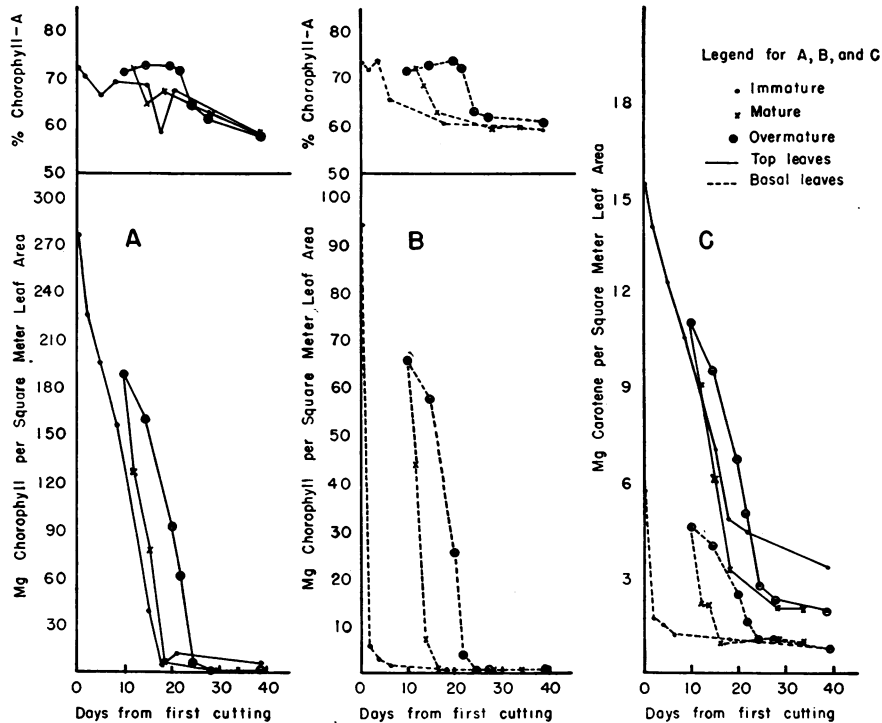 % Chorophyll-A
80
70
60
50
Mg Chorophyll per Square Meter Leaf Area
300
270
240
210
180
150
120
90
60
30
A
0 10 20 30 40
Days from first cutting
% Chorophyll-A
80
70
60
50
Mg Chorophyll per Square Meter Leaf Area
100
90
80
70
60
50
40
30
20
10
B
0 10 20 30 40
Days from first cutting
Mg Carotene per Square Meter Leaf Area
18
15
12
9
6
3
C
0 10 20 30 40
Days from first cutting
Legend for A, B, and C
Immature
Mature
Overmature
Top leaves
Basal leaves